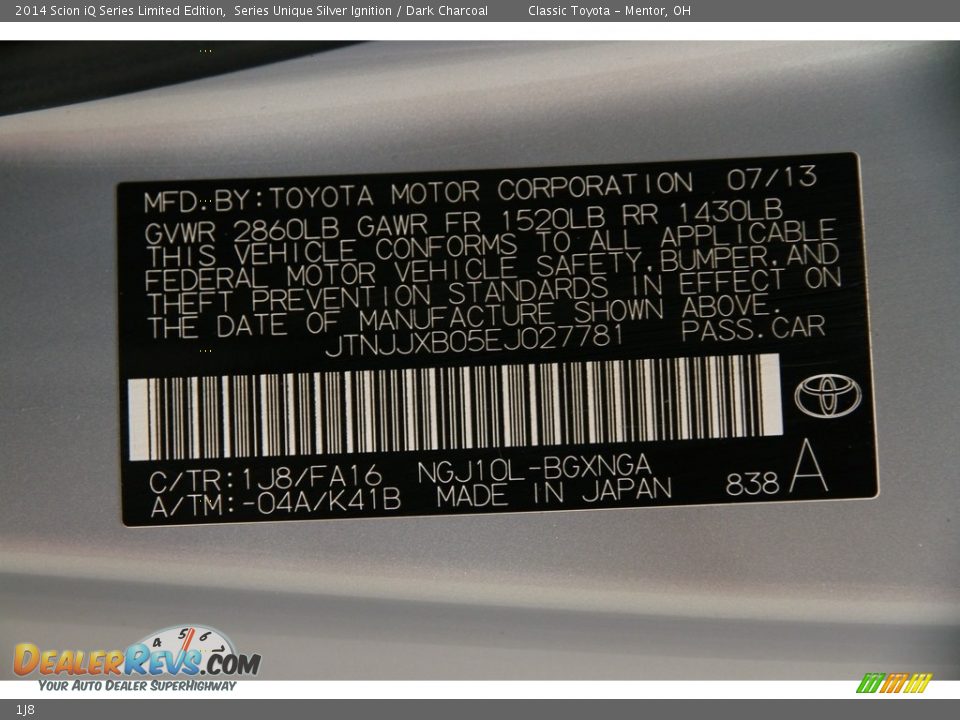 2014 Scion iQ Series Limited Edition,  Series Unique Silver Ignition / Dark Charcoal    Classic Toyota – Mentor, OH
MFD.BY:TOYOTA MOTOR CORPORATION 07/13
GVWR 2860LB GAWR FR 1520LB RR 1430LB
THIS VEHICLE CONFORMS TO ALL APPLICABLE
FEDERAL MOTOR VEHICLE SAFETY,BUMPER,AND
THEFT PREVENTION STANDARDS IN EFFECT ON
THE DATE OF MANUFACTURE SHOWN ABOVE.
JTNJJXB05EJ027781 PASS.CAR
C/TR:1J8/FA16 NGJ10L-BGXNGA
A/TM:-04A/K41B MADE IN JAPAN 838 A
4 5 6
DEALERREVS.COM
YOUR AUTO DEALER SUPERHIGHWAY
1J8